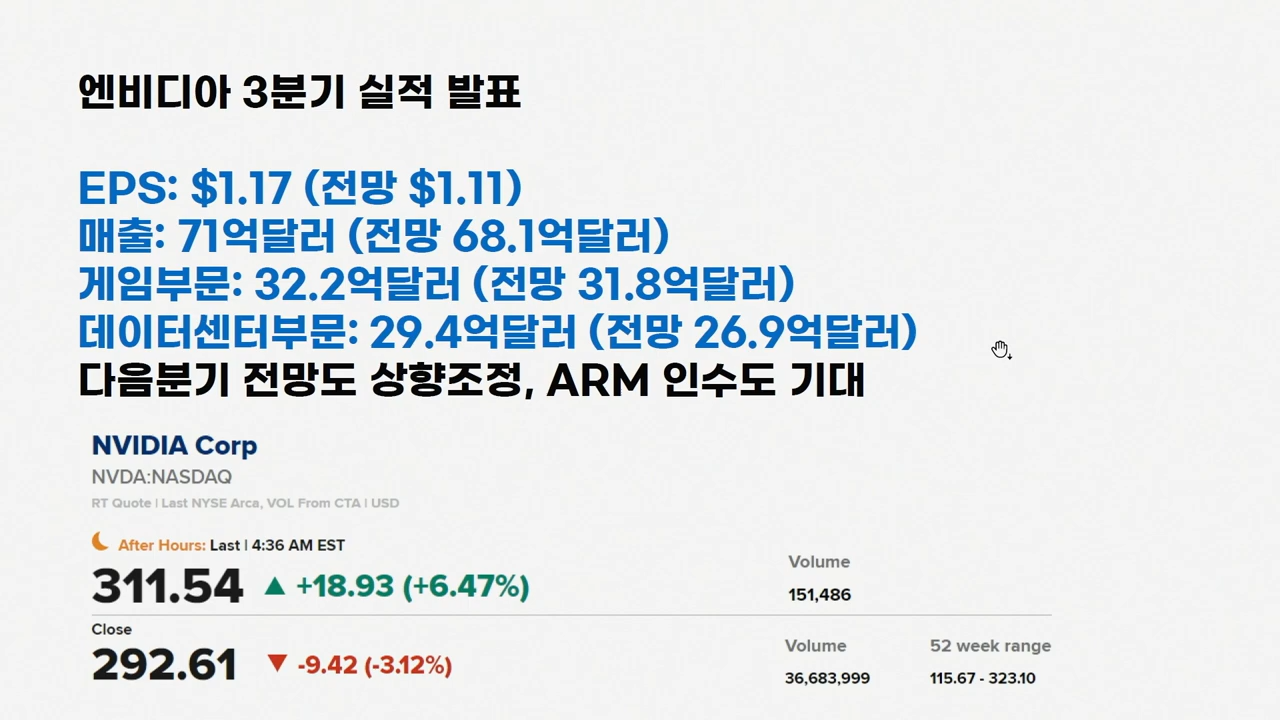 엔비디아 3분기 실적 발표
EPS: $1.17 (전망 $1.11)
매출: 71억달러 (전망 68.1억달러)
게임부문: 32.2억달러 (전망 31.8억달러)
데이터센터부문: 29.4억달러 (전망 26.9억달러)
다음분기 전망도 상향조정, ARM 인수도 기대
NVIDIA Corp
NVDA:NASDAQ
RT Quote | Last NYSE Arca, VOL From CTA | USD
After Hours: Last | 4:36 AM EST
311.54 ▲ +18.93 (+6.47%)
Volume
151,486
Close
292.61 ▼ -9.42 (-3.12%)
Volume
36,683,999
52 week range
115.67 - 323.10